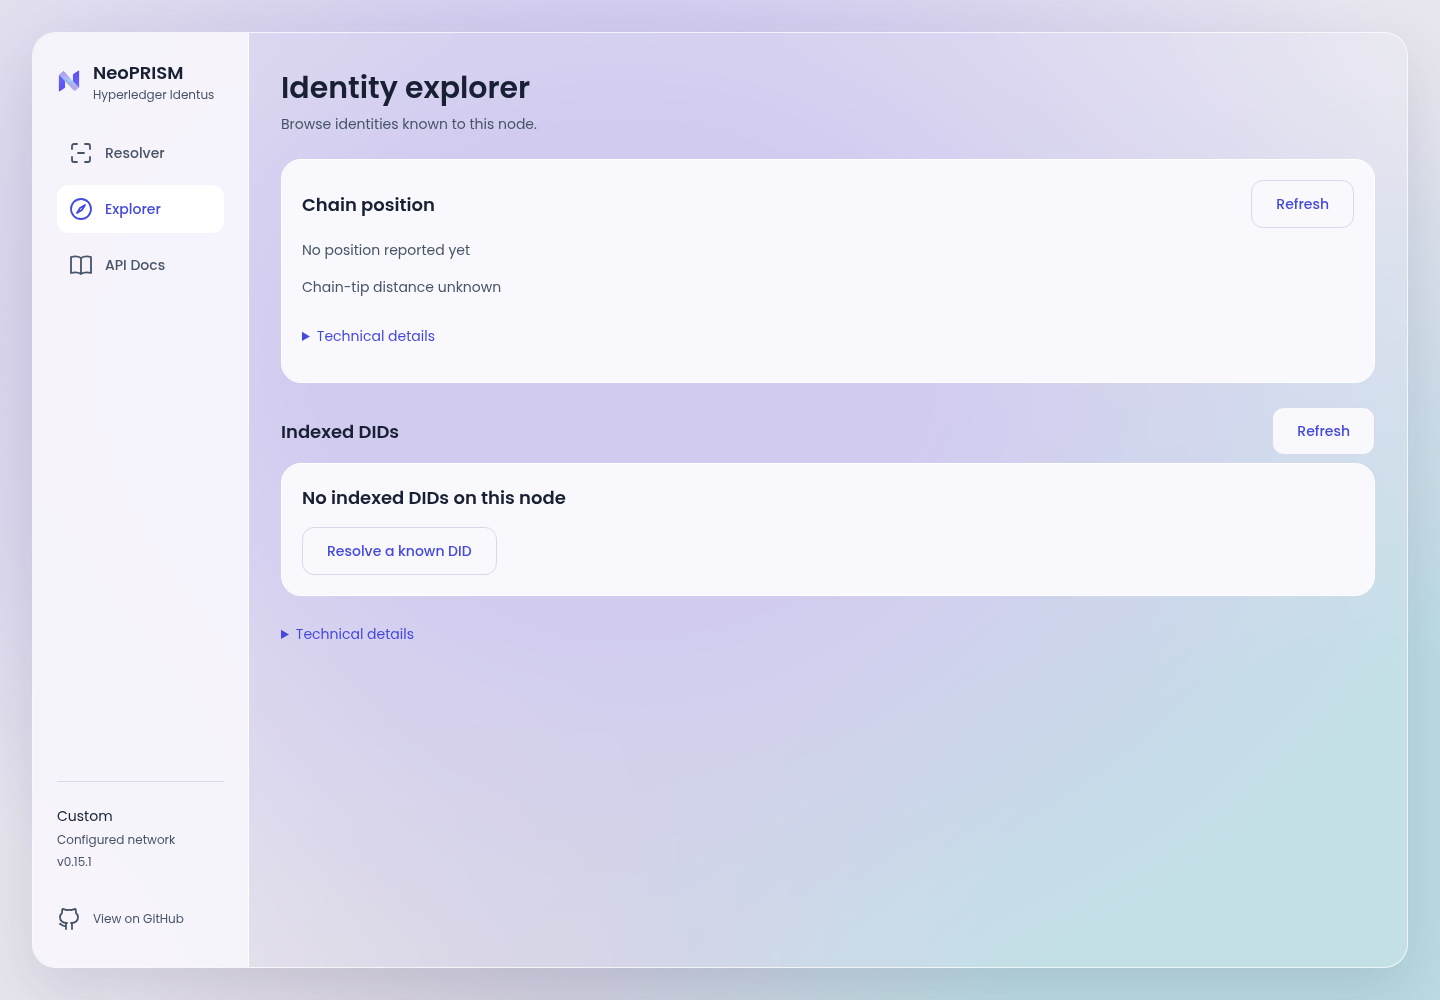 NeoPRISM
Hyperledger Identus
Resolver
Explorer
API Docs
Custom
Configured network
v0.15.1
View on GitHub
Identity explorer
Browse identities known to this node.
Chain position
Refresh
No position reported yet
Chain-tip distance unknown
Technical details
Indexed DIDs
Refresh
No indexed DIDs on this node
Resolve a known DID
Technical details